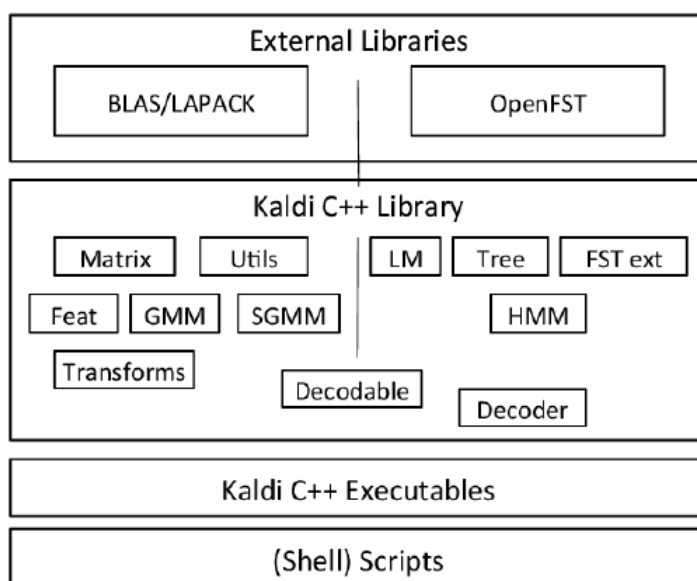 External Libraries
BLAS/LAPACK OpenFST
Kaldi C++ Library
Matrix Utils LM Tree FST ext
Feat GMM SGMM HMM
Transforms
Decodable
Decoder
Kaldi C++ Executables
(Shell) Scripts